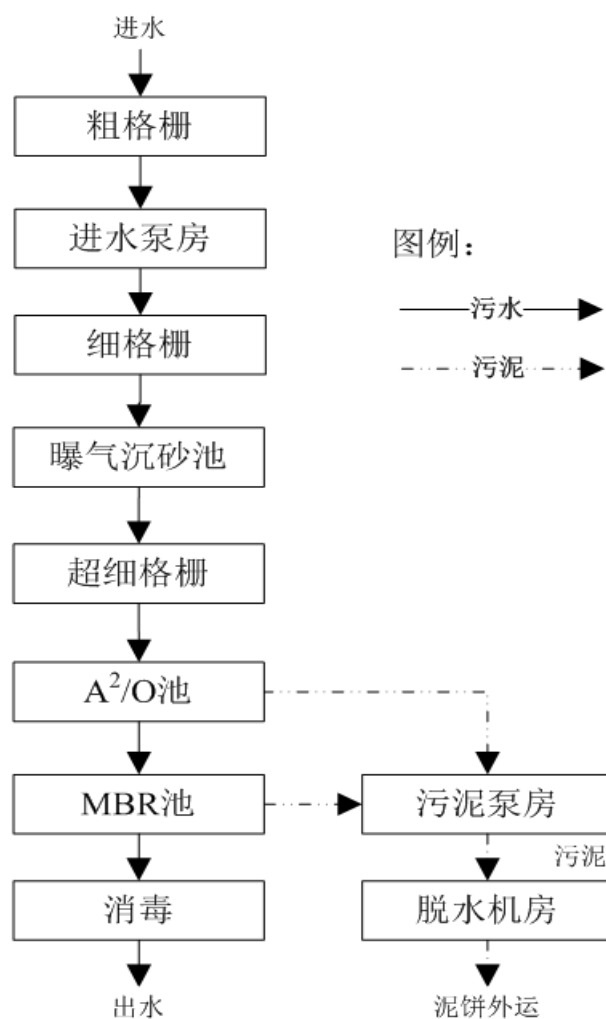 进水
粗格栅
进水泵房
细格栅
曝气沉砂池
超细格栅
A²/O池
MBR池
消毒
出水
图例：
污水
污泥
污泥泵房
污泥
脱水机房
泥饼外运